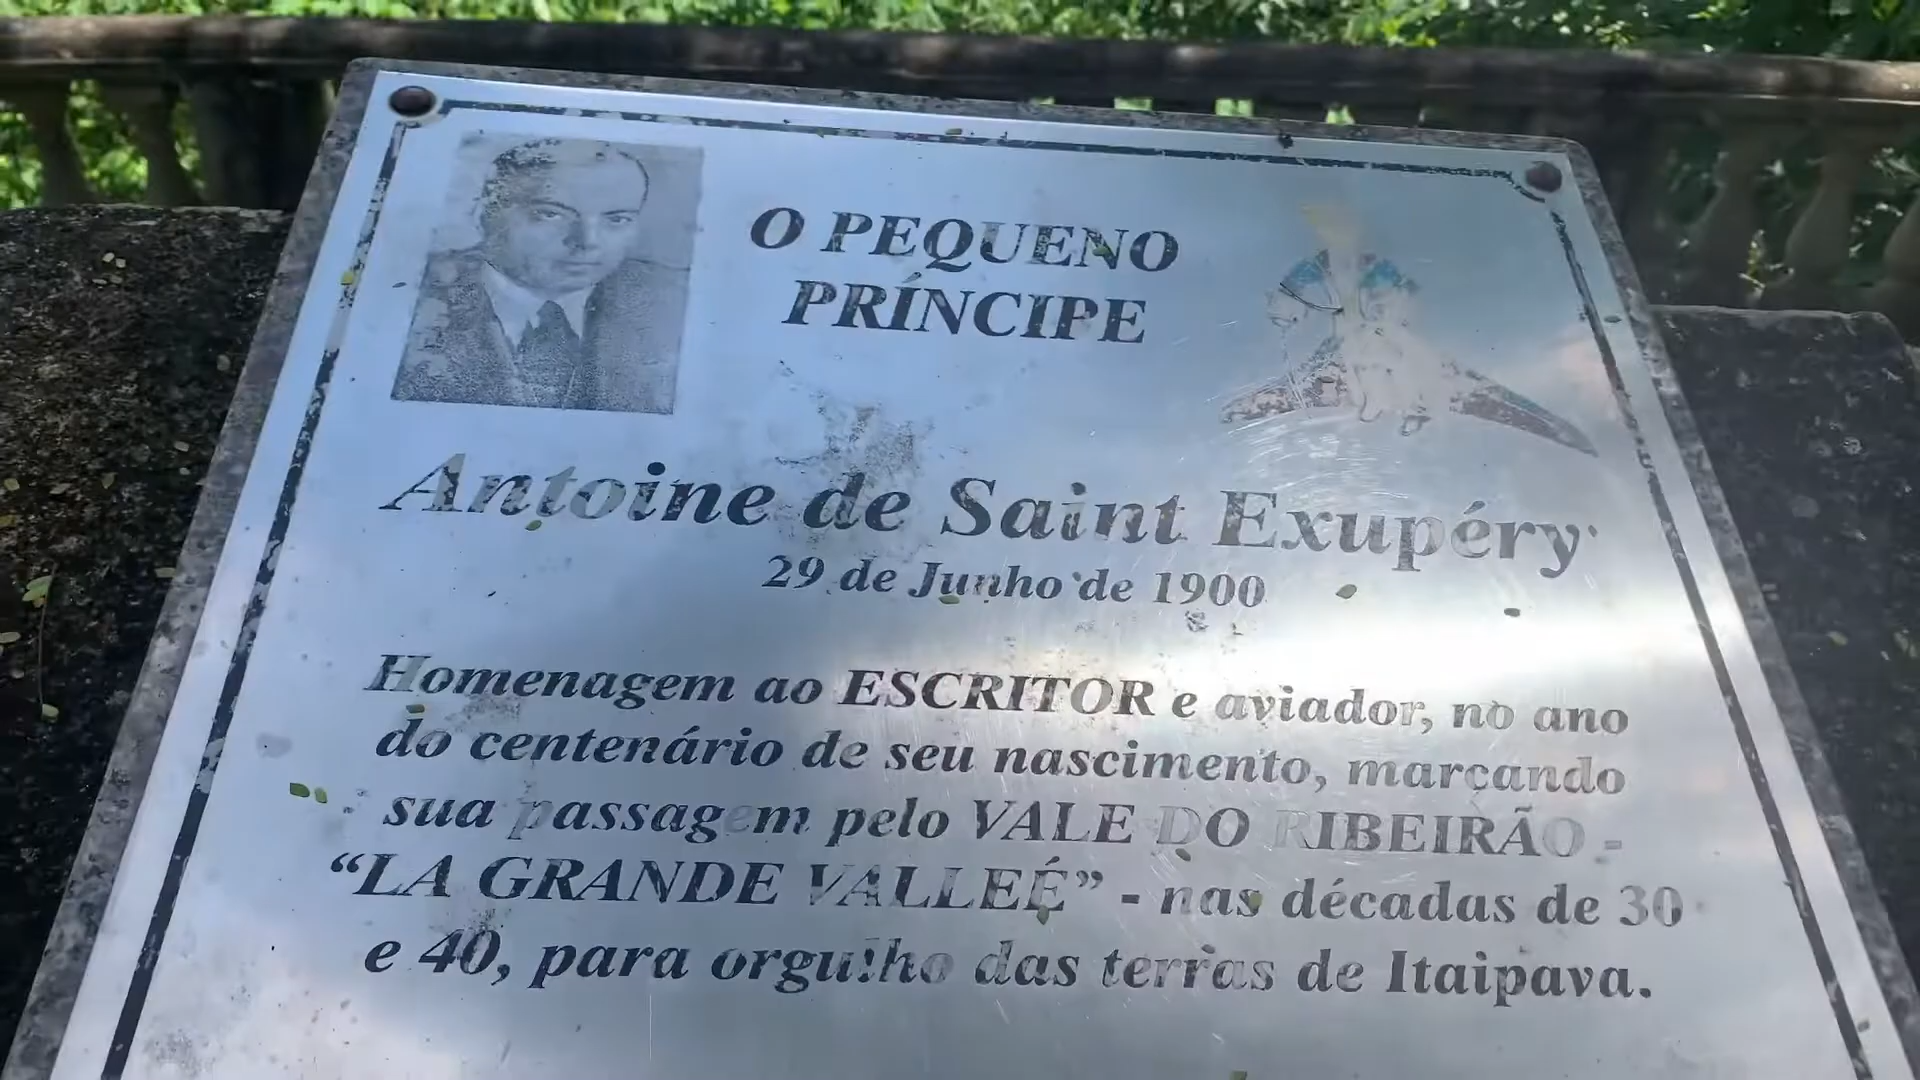 O PEQUENO
PRÍNCIPE
Antoine de Saint Exupéry
29 de Junho de 1900
Homenagem ao ESCRITOR e aviador, no ano
do centenário de seu nascimento, marcando
sua passagem pelo VALE DO RIBEIRÃO -
“LA GRANDE VALLEÉ” - nas décadas de 30
e 40, para orgulho das terras de Itaipava.